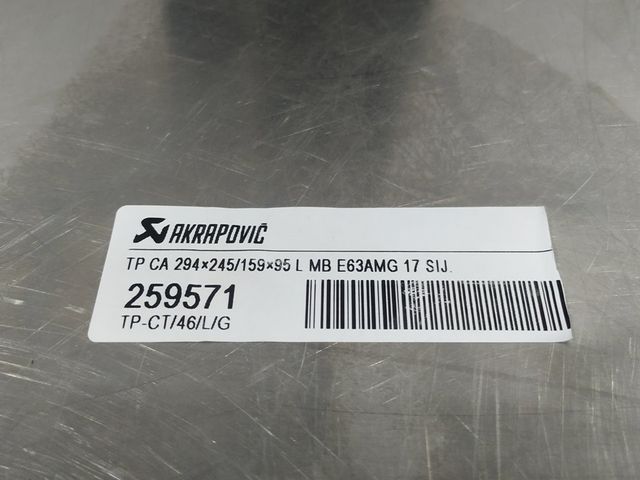 AKRAPOVIČ
TP CA 294×245/159×95 L MB E63AMG 17 SIJ.
259571
TP-CT/46/L/G